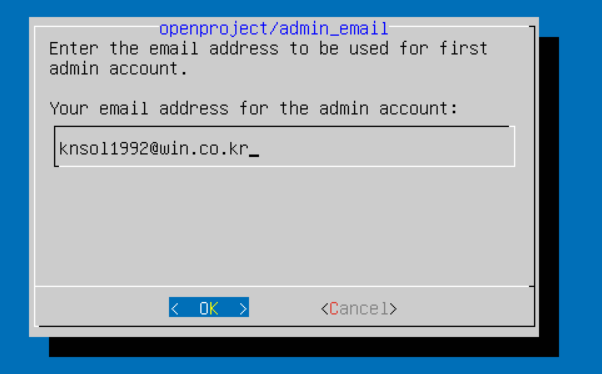 openproject/admin_email
Enter the email address to be used for first
admin account.
Your email address for the admin account:
knsol1992@win.co.kr_
< OK > <Cancel>